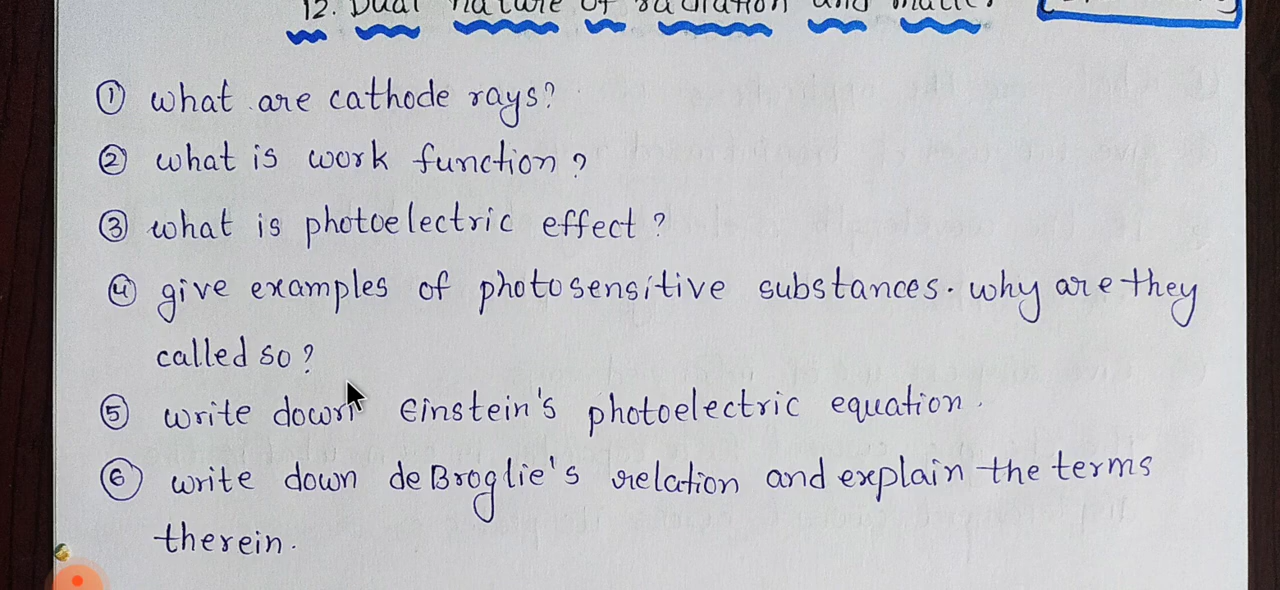 12. Dual nature of radiation and matter
① what are cathode rays?
② what is work function?
③ what is photoelectric effect?
④ give examples of photosensitive substances. why are they
called so?
⑤ write down Einstein's photoelectric equation.
⑥ write down deBroglie's relation and explain the terms
therein.